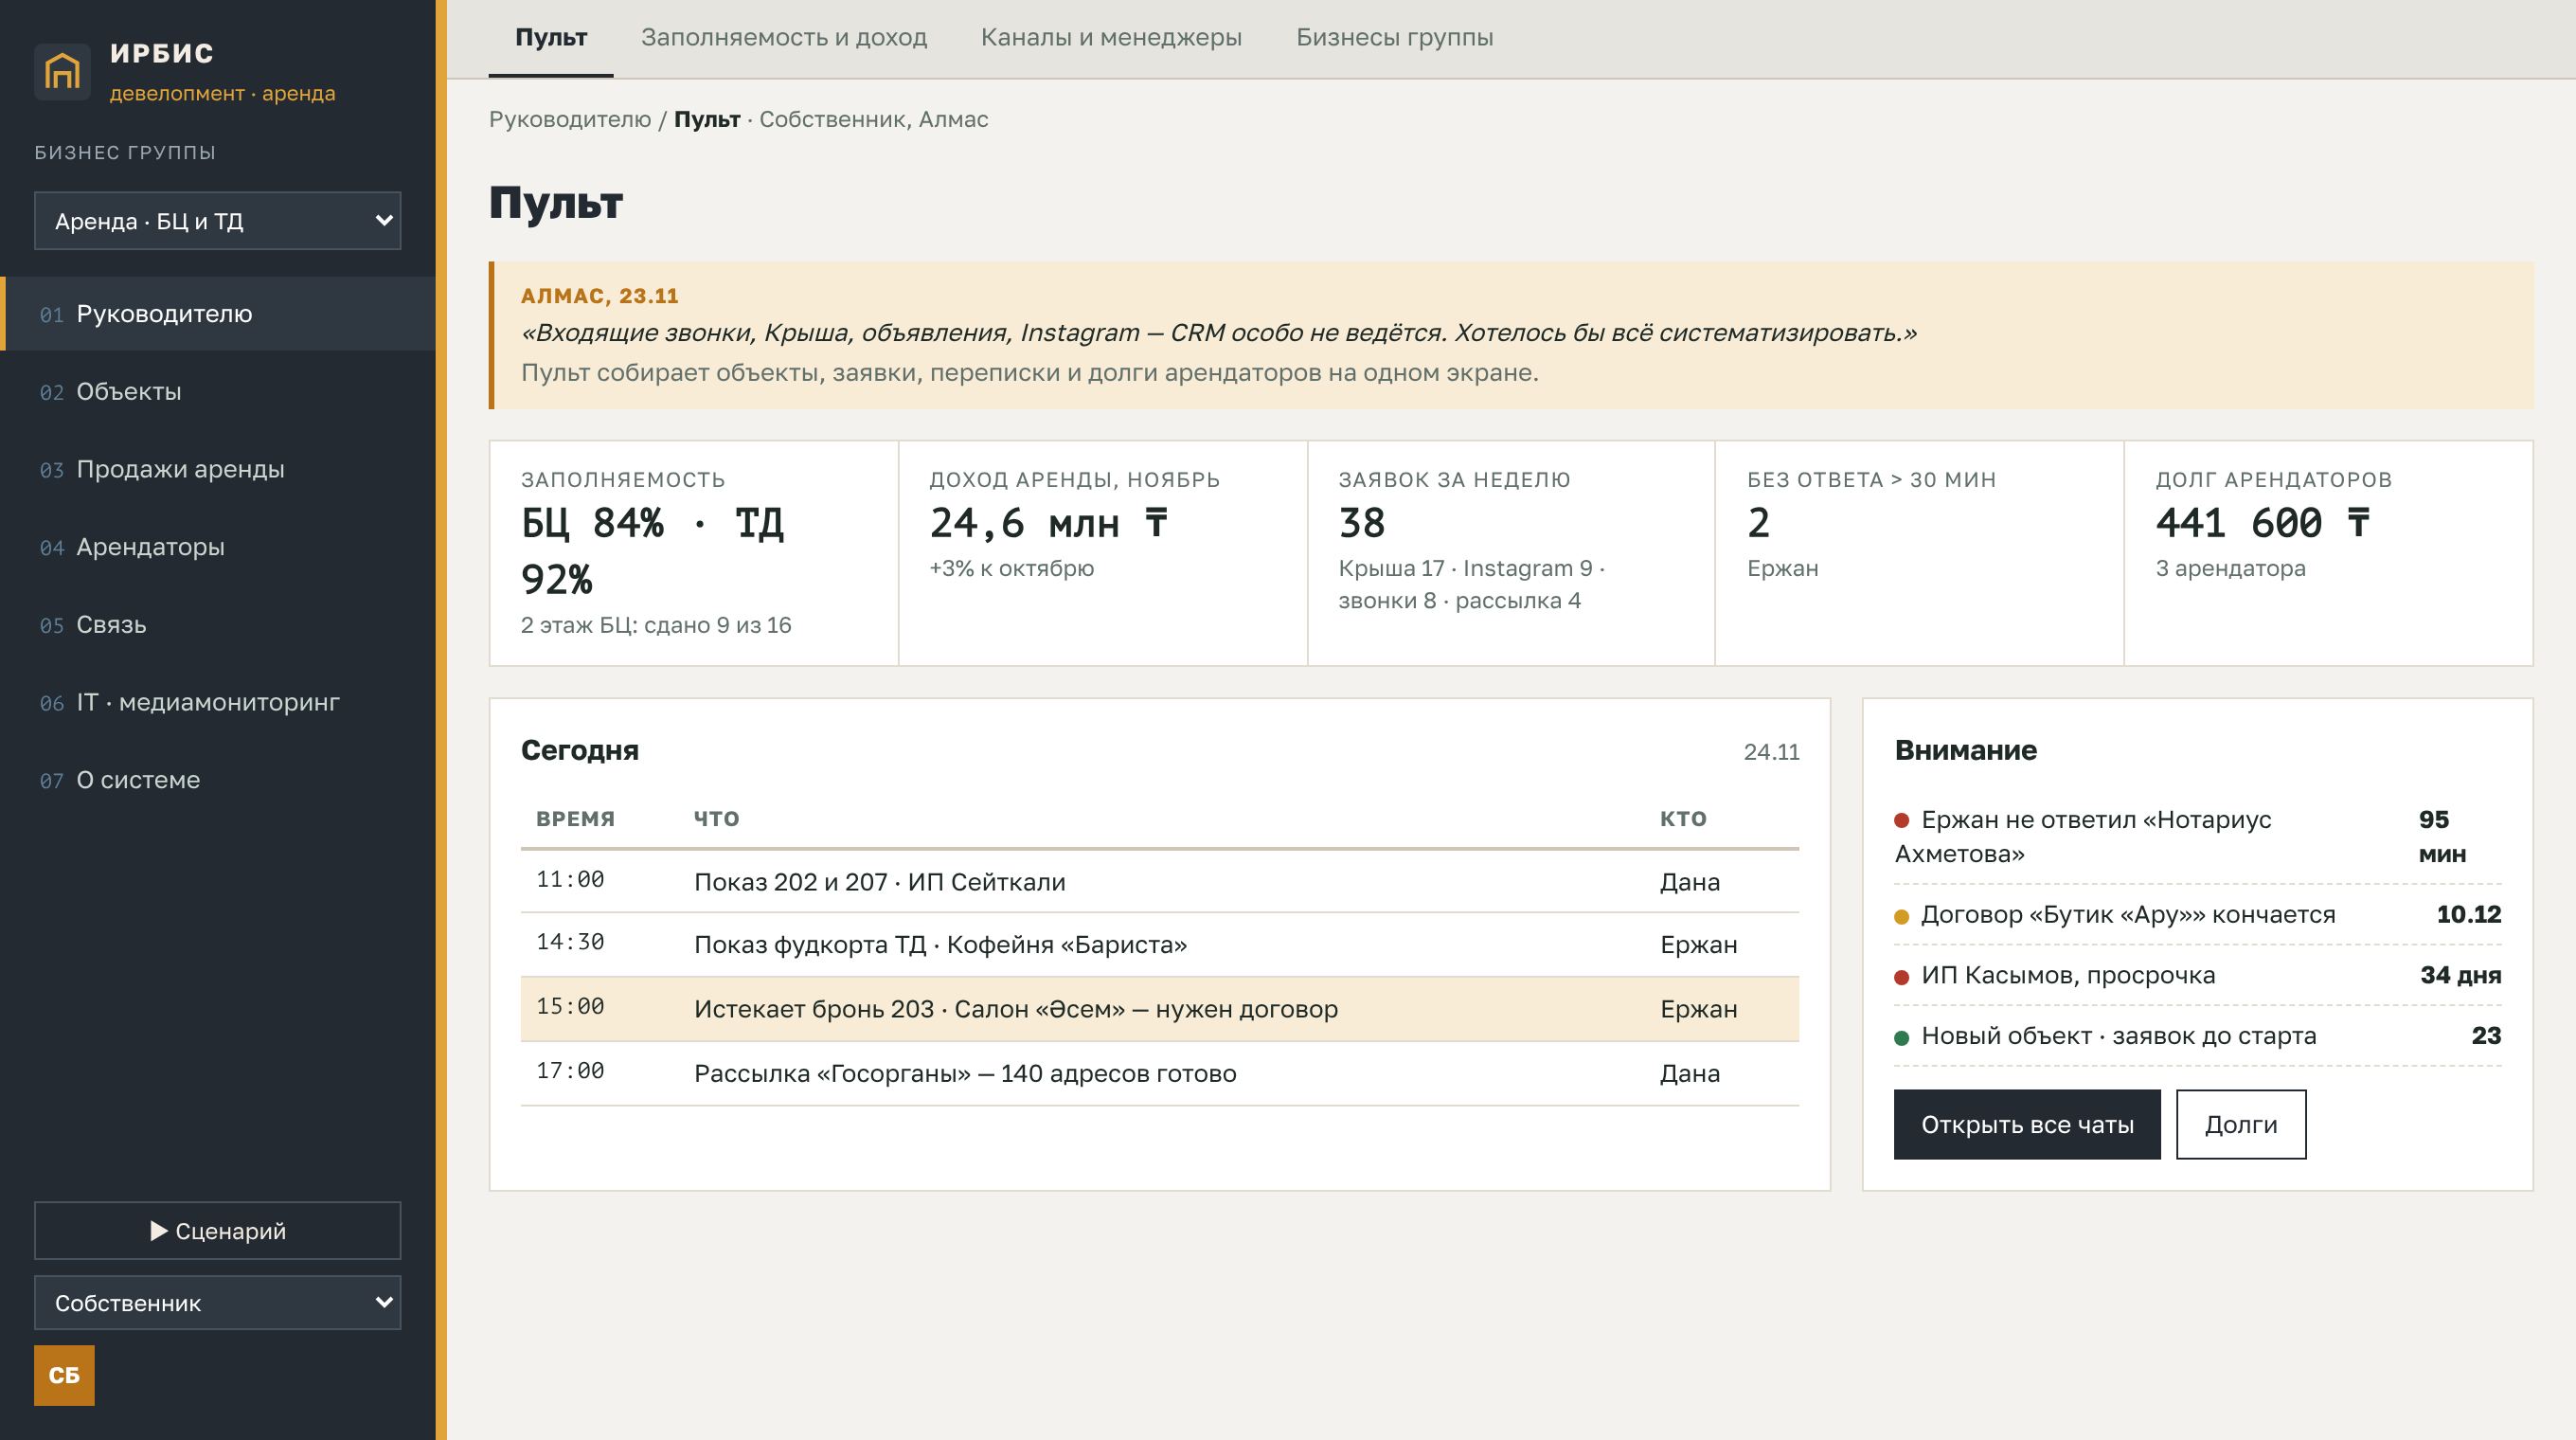 ИРБИС
девелопмент · аренда
БИЗНЕС ГРУППЫ
Аренда · БЦ и ТД
01 Руководителю
02 Объекты
03 Продажи аренды
04 Арендаторы
05 Связь
06 IT · медиамониторинг
07 О системе
▶ Сценарий
Собственник
СБ
Пульт
Заполняемость и доход
Каналы и менеджеры
Бизнесы группы
Руководителю / Пульт · Собственник, Алмас
Пульт
АЛМАС, 23.11
«Входящие звонки, Крыша, объявления, Instagram — CRM особо не ведётся. Хотелось бы всё систематизировать.»
Пульт собирает объекты, заявки, переписки и долги арендаторов на одном экране.
ЗАПОЛНЯЕМОСТЬ
БЦ 84% · ТД
92%
2 этаж БЦ: сдано 9 из 16
ДОХОД АРЕНДЫ, НОЯБРЬ
24,6 млн ₸
+3% к октябрю
ЗАЯВОК ЗА НЕДЕЛЮ
38
Крыша 17 · Instagram 9 ·
звонки 8 · рассылка 4
БЕЗ ОТВЕТА > 30 МИН
2
Ержан
ДОЛГ АРЕНДАТОРОВ
441 600 ₸
3 арендатора
Сегодня 24.11
ВРЕМЯ ЧТО КТО
11:00 Показ 202 и 207 · ИП Сейткали Дана
14:30 Показ фудкорта ТД · Кофейня «Бариста» Ержан
15:00 Истекает бронь 203 · Салон «Әсем» — нужен договор Ержан
17:00 Рассылка «Госорганы» — 140 адресов готово Дана
Внимание
Ержан не ответил «Нотариус 95
Ахметова» мин
Договор «Бутик «Ару»» кончается 10.12
ИП Касымов, просрочка 34 дня
Новый объект · заявок до старта 23
Открыть все чаты
Долги